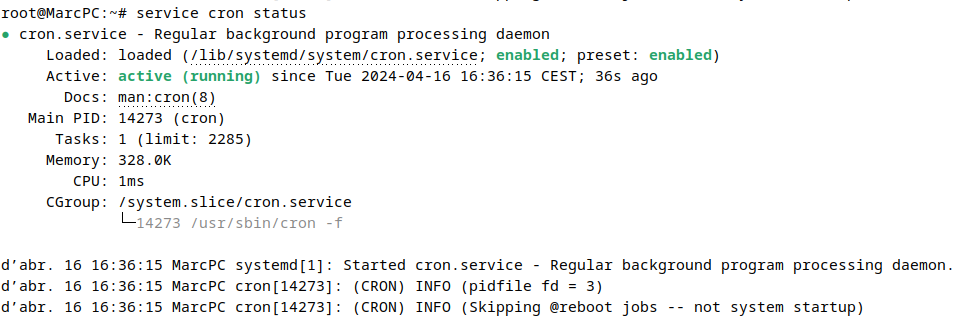 root@MarcPC:~# service cron status
● cron.service - Regular background program processing daemon
     Loaded: loaded (/lib/systemd/system/cron.service; enabled; preset: enabled)
     Active: active (running) since Tue 2024-04-16 16:36:15 CEST; 36s ago
       Docs: man:cron(8)
   Main PID: 14273 (cron)
      Tasks: 1 (limit: 2285)
     Memory: 328.0K
        CPU: 1ms
     CGroup: /system.slice/cron.service
             └─14273 /usr/sbin/cron -f
d’abr. 16 16:36:15 MarcPC systemd[1]: Started cron.service - Regular background program processing daemon.
d’abr. 16 16:36:15 MarcPC cron[14273]: (CRON) INFO (pidfile fd = 3)
d’abr. 16 16:36:15 MarcPC cron[14273]: (CRON) INFO (Skipping @reboot jobs -- not system startup)